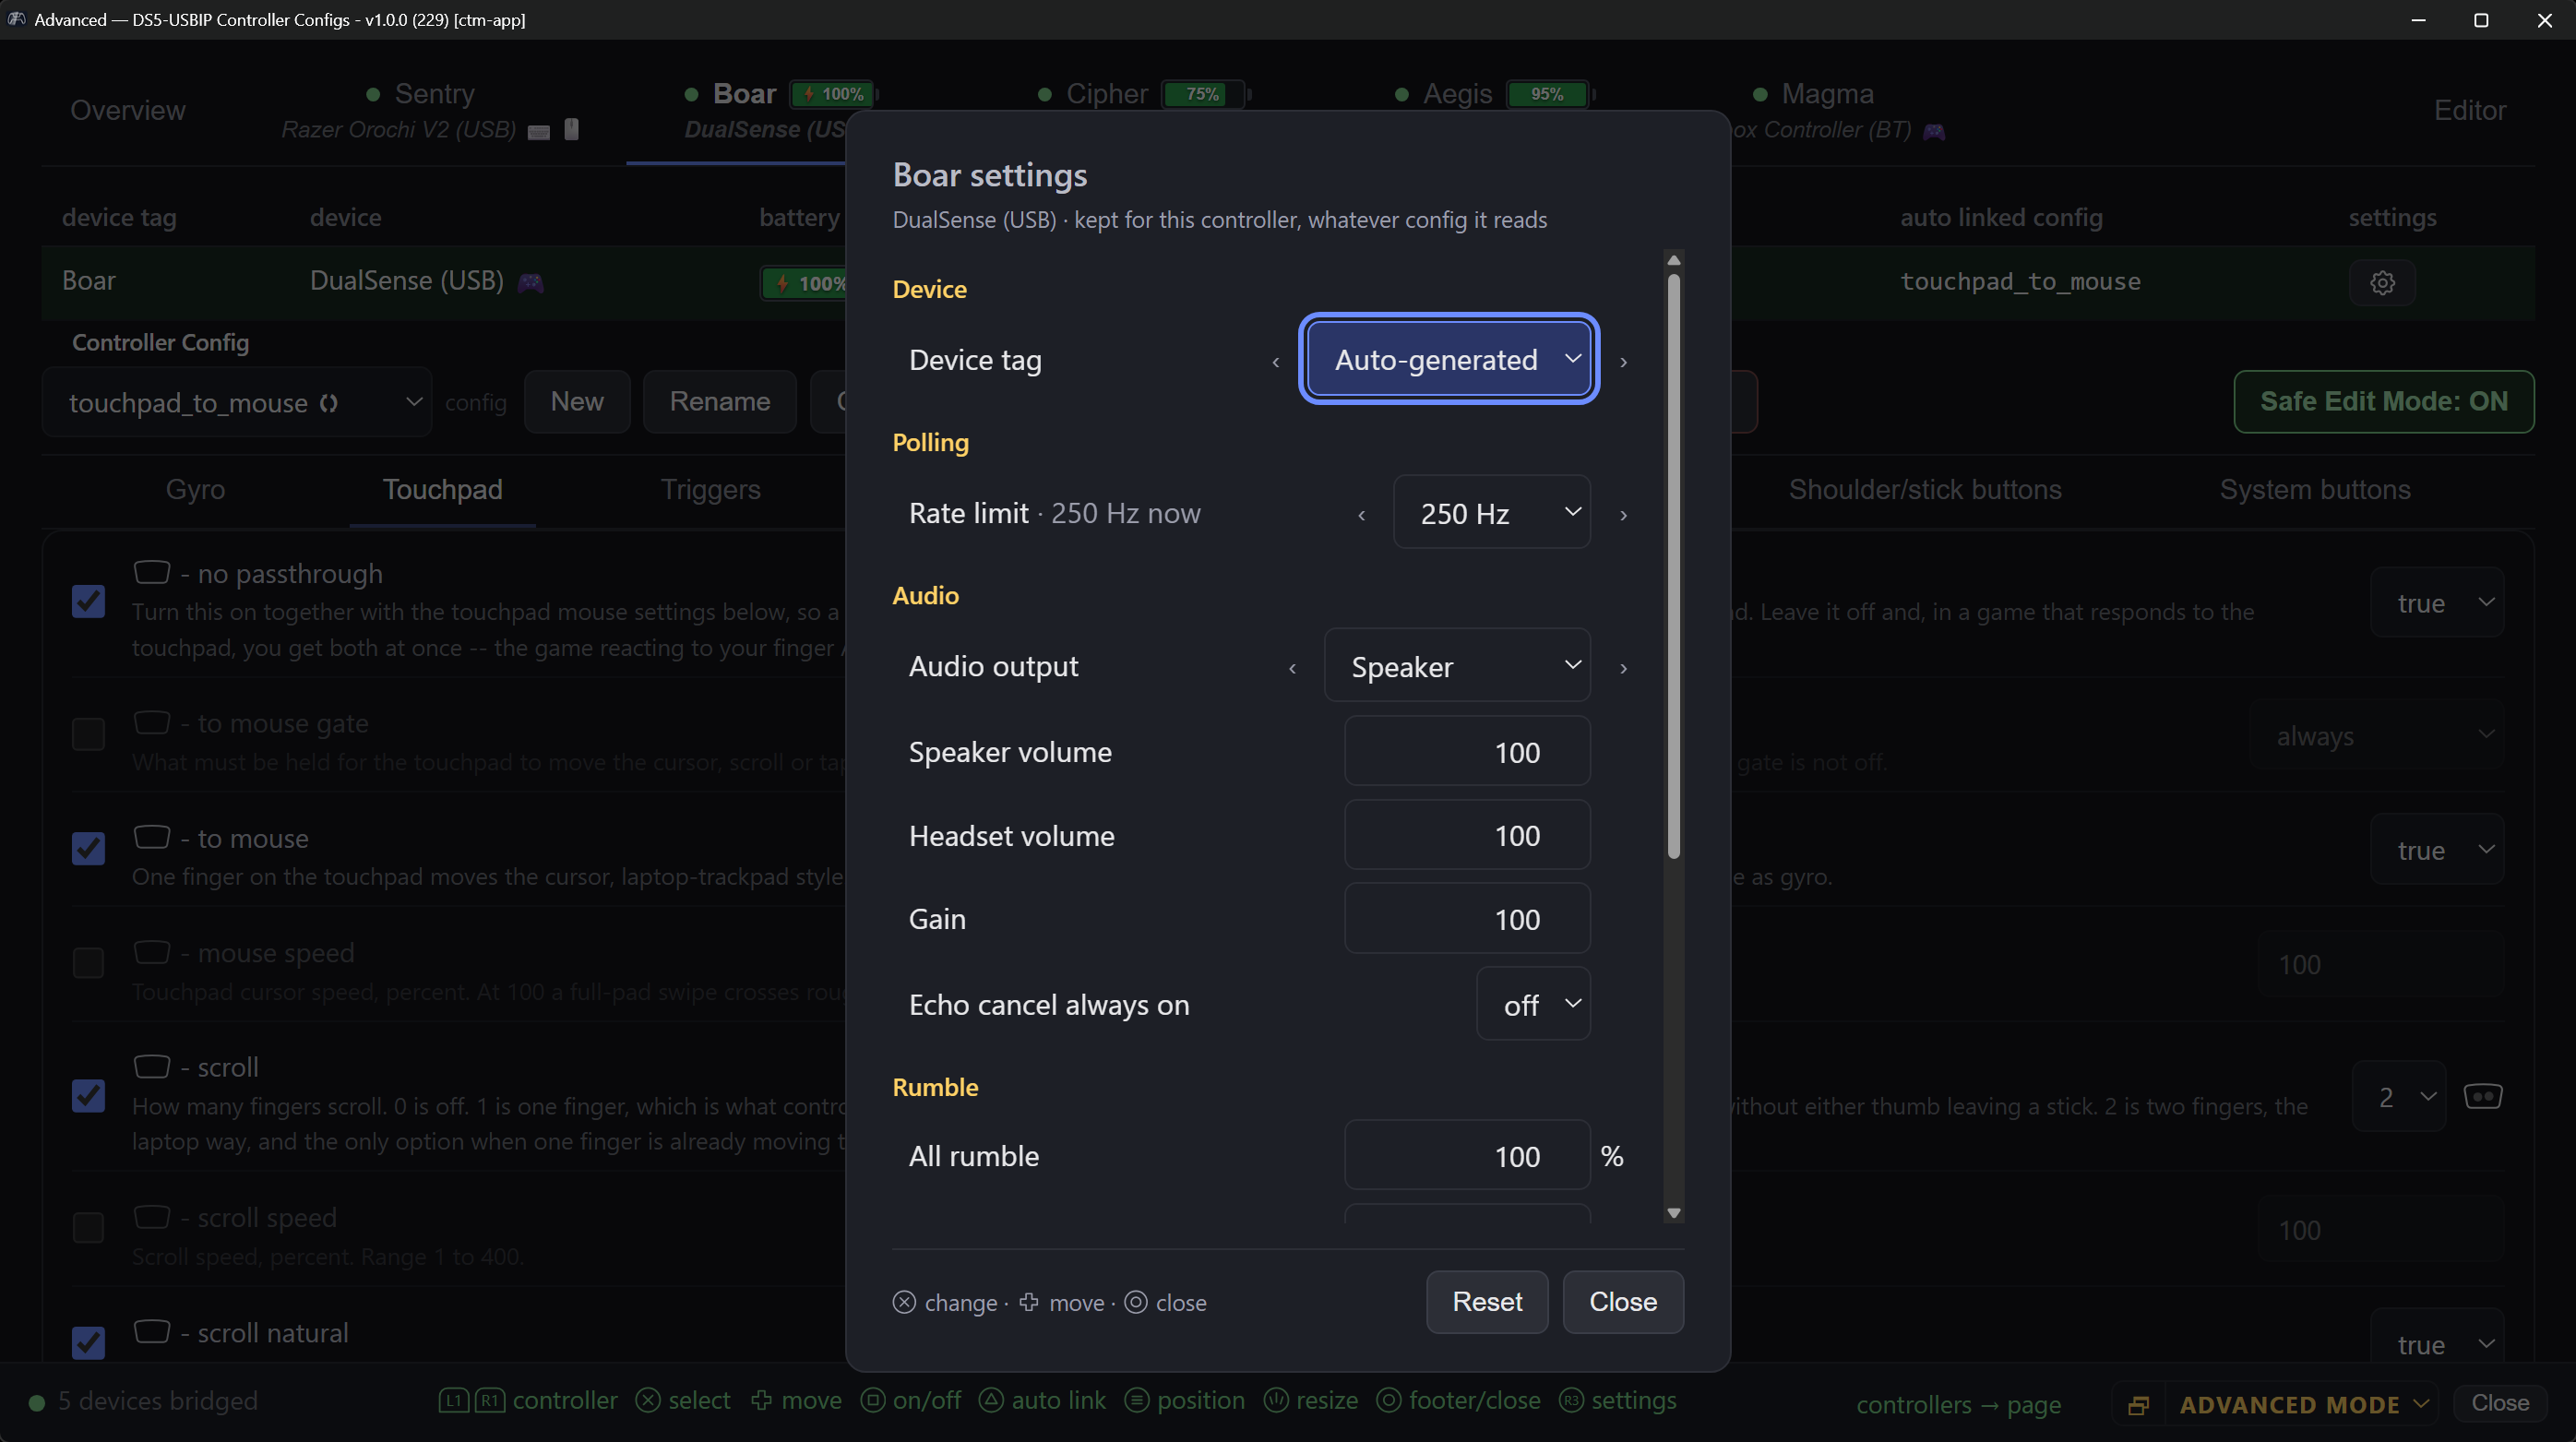 Advanced — DS5-USBIP Controller Configs - v1.0.0 (229) [ctm-app]
Overview
Sentry
Razer Orochi V2 (USB)
Boar 100%
DualSense (US
Cipher 75%
Aegis 95%
Magma
ox Controller (BT)
Editor
device tag device battery auto linked config settings
Boar DualSense (USB) 100% touchpad_to_mouse
Controller Config
touchpad_to_mouse config New Rename Safe Edit Mode: ON
Gyro Touchpad Triggers Shoulder/stick buttons System buttons
- no passthrough
Turn this on together with the touchpad mouse settings below, so a
d. Leave it off and, in a game that responds to the
touchpad, you get both at once -- the game reacting to your finger
true
- to mouse gate
What must be held for the touchpad to move the cursor, scroll or tap
gate is not off.
always
- to mouse
One finger on the touchpad moves the cursor, laptop-trackpad style
e as gyro.
true
- mouse speed
Touchpad cursor speed, percent. At 100 a full-pad swipe crosses rou
100
- scroll
How many fingers scroll. 0 is off. 1 is one finger, which is what contro
ithout either thumb leaving a stick. 2 is two fingers, the
laptop way, and the only option when one finger is already moving t
2
- scroll speed
Scroll speed, percent. Range 1 to 400.
100
- scroll natural
true
Boar settings
DualSense (USB) · kept for this controller, whatever config it reads
Device
Device tag ‹ Auto-generated ›
Polling
Rate limit · 250 Hz now ‹ 250 Hz ›
Audio
Audio output ‹ Speaker ›
Speaker volume 100
Headset volume 100
Gain 100
Echo cancel always on off
Rumble
All rumble 100 %
change · move · close Reset Close
5 devices bridged L1 R1 controller select move on/off auto link position resize footer/close R3 settings controllers → page ADVANCED MODE Close